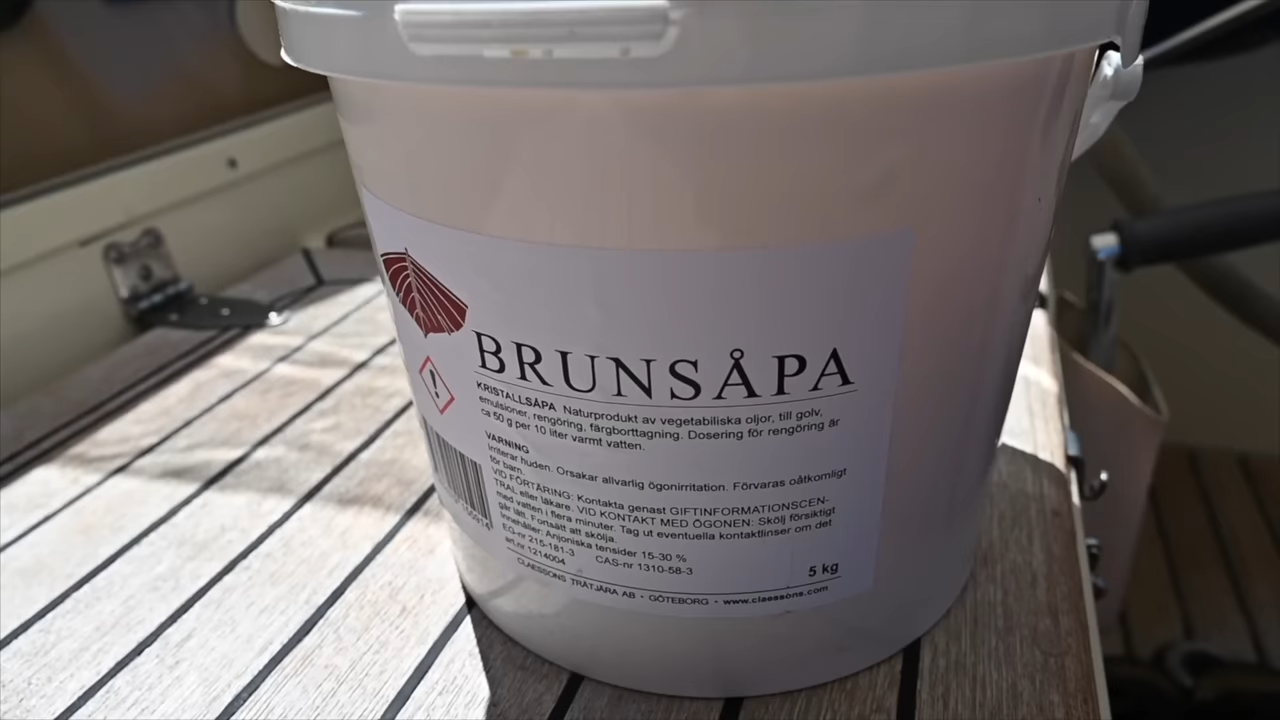 BRUNSÅPA
KRISTALLSÅPA Naturprodukt av vegetabiliska oljor, till golv,
emulsioner, rengöring, färgborttagning. Dosering för rengöring är
ca 50 g per 10 liter varmt vatten.
VARNING
Irriterar huden. Orsakar allvarlig ögonirritation. Förvaras oåtkomligt
för barn.
VID FÖRTÄRING: Kontakta genast GIFTINFORMATIONSCEN-
TRAL eller läkare. VID KONTAKT MED ÖGONEN: Skölj försiktigt
med vatten i flera minuter. Tag ut eventuella kontaktlinser om det
går lätt. Fortsätt att skölja.
Innehåller: Anjoniska tensider 15-30 %
EG-nr 215-181-3 CAS-nr 1310-58-3
art.nr 1214004
5 kg
CLAESSONS TRÄTJÄRA AB • GÖTEBORG • www.claessons.com